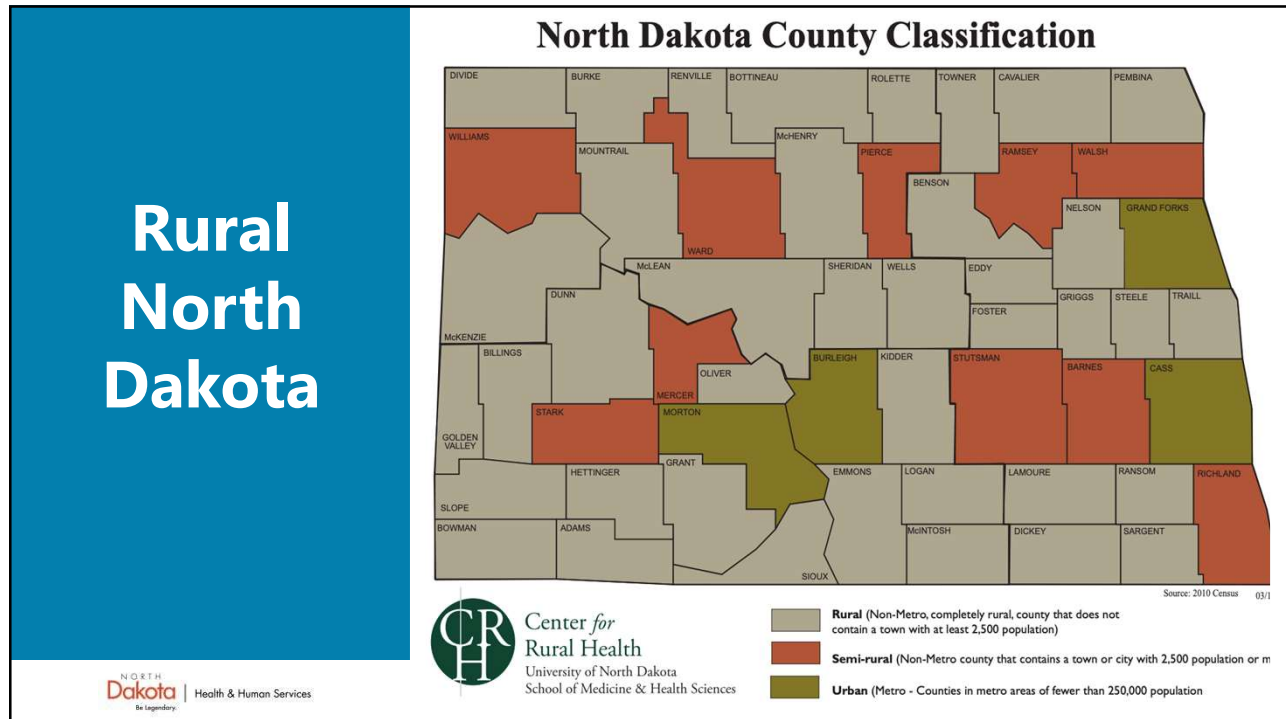 Rural
North
Dakota
North Dakota County Classification
DIVIDE
BURKE
RENVILLE
BOTTINEAU
ROLETTE
TOWNER
CAVALIER
PEMBINA
WILLIAMS
MOUNTRAIL
McHENRY
PIERCE
RAMSEY
WALSH
BENSON
NELSON
GRAND FORKS
WARD
McLEAN
SHERIDAN
WELLS
EDDY
DUNN
GRIGGS
STEELE
TRAILL
FOSTER
McKENZIE
BILLINGS
BURLEIGH
KIDDER
STUTSMAN
BARNES
CASS
OLIVER
MERCER
STARK
MORTON
GOLDEN
VALLEY
GRANT
HETTINGER
EMMONS
LOGAN
LAMOURE
RANSOM
RICHLAND
SLOPE
BOWMAN
ADAMS
McINTOSH
DICKEY
SARGENT
SIOUX
Source: 2010 Census 03/1
CRH
Center for
Rural Health
University of North Dakota
School of Medicine & Health Sciences
Rural (Non-Metro, completely rural, county that does not
contain a town with at least 2,500 population)
Semi-rural (Non-Metro county that contains a town or city with 2,500 population or m
Urban (Metro - Counties in metro areas of fewer than 250,000 population
NORTH
Dakota
Be Legendary.
Health & Human Services